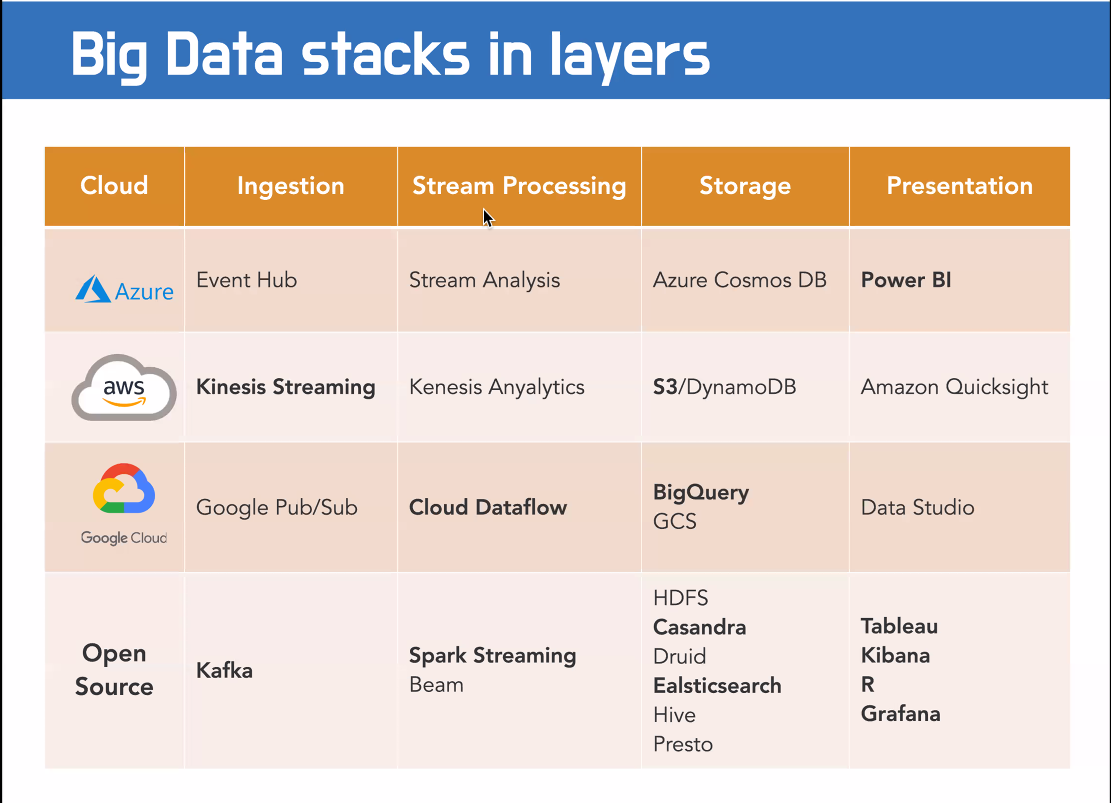 Big Data stacks in layers
Cloud
Ingestion
Stream Processing
Storage
Presentation
Azure
Event Hub
Stream Analysis
Azure Cosmos DB
Power BI
aws
Kinesis Streaming
Kenesis Anyalytics
S3/DynamoDB
Amazon Quicksight
Google Cloud
Google Pub/Sub
Cloud Dataflow
BigQuery
GCS
Data Studio
Open
Source
Kafka
Spark Streaming
Beam
HDFS
Casandra
Druid
Ealsticsearch
Hive
Presto
Tableau
Kibana
R
Grafana